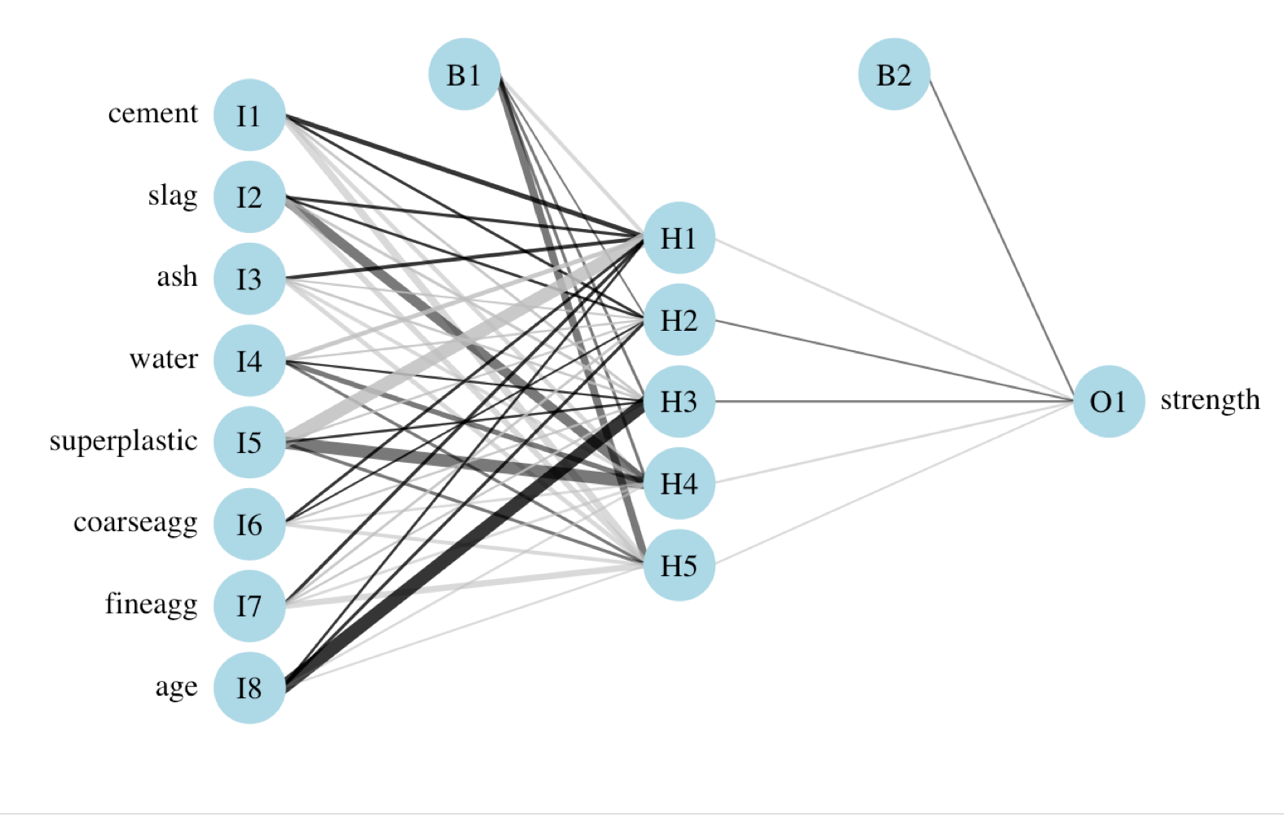 B1
B2
cement I1
slag I2
H1
ash I3
H2
water I4
H3
O1 strength
superplastic I5
H4
coarseagg I6
H5
fineagg I7
age I8